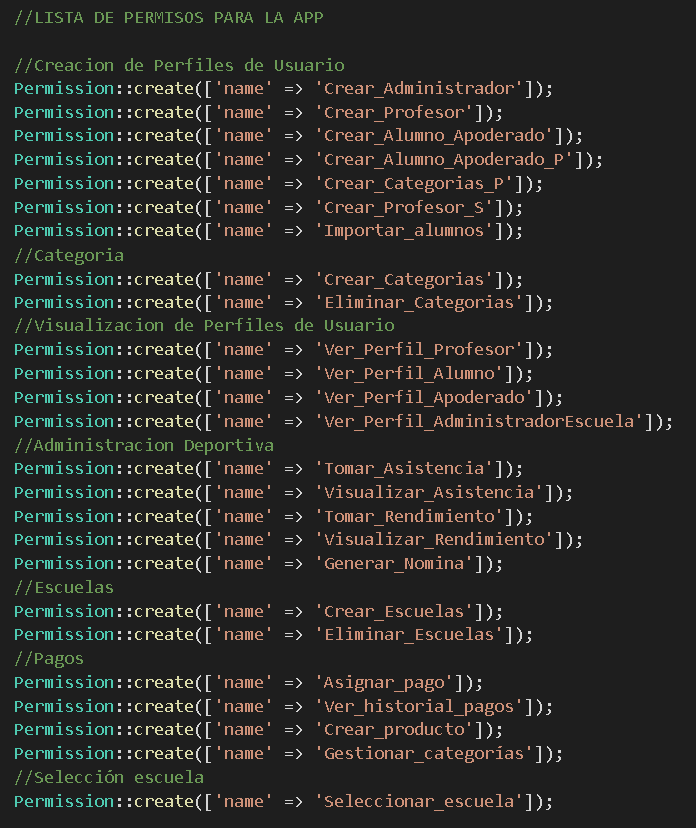 //LISTA DE PERMISOS PARA LA APP
//Creacion de Perfiles de Usuario
Permission::create(['name' => 'Crear_Administrador']);
Permission::create(['name' => 'Crear_Profesor']);
Permission::create(['name' => 'Crear_Alumno_Apoderado']);
Permission::create(['name' => 'Crear_Alumno_Apoderado_P']);
Permission::create(['name' => 'Crear_Categorias_P']);
Permission::create(['name' => 'Crear_Profesor_S']);
Permission::create(['name' => 'Importar_alumnos']);
//Categoria
Permission::create(['name' => 'Crear_Categorias']);
Permission::create(['name' => 'Eliminar_Categorias']);
//Visualizacion de Perfiles de Usuario
Permission::create(['name' => 'Ver_Perfil_Profesor']);
Permission::create(['name' => 'Ver_Perfil_Alumno']);
Permission::create(['name' => 'Ver_Perfil_Apoderado']);
Permission::create(['name' => 'Ver_Perfil_AdministradorEscuela']);
//Administracion Deportiva
Permission::create(['name' => 'Tomar_Asistencia']);
Permission::create(['name' => 'Visualizar_Asistencia']);
Permission::create(['name' => 'Tomar_Rendimiento']);
Permission::create(['name' => 'Visualizar_Rendimiento']);
Permission::create(['name' => 'Generar_Nomina']);
//Escuelas
Permission::create(['name' => 'Crear_Escuelas']);
Permission::create(['name' => 'Eliminar_Escuelas']);
//Pagos
Permission::create(['name' => 'Asignar_pago']);
Permission::create(['name' => 'Ver_historial_pagos']);
Permission::create(['name' => 'Crear_producto']);
Permission::create(['name' => 'Gestionar_categorías']);
//Selección escuela
Permission::create(['name' => 'Seleccionar_escuela']);